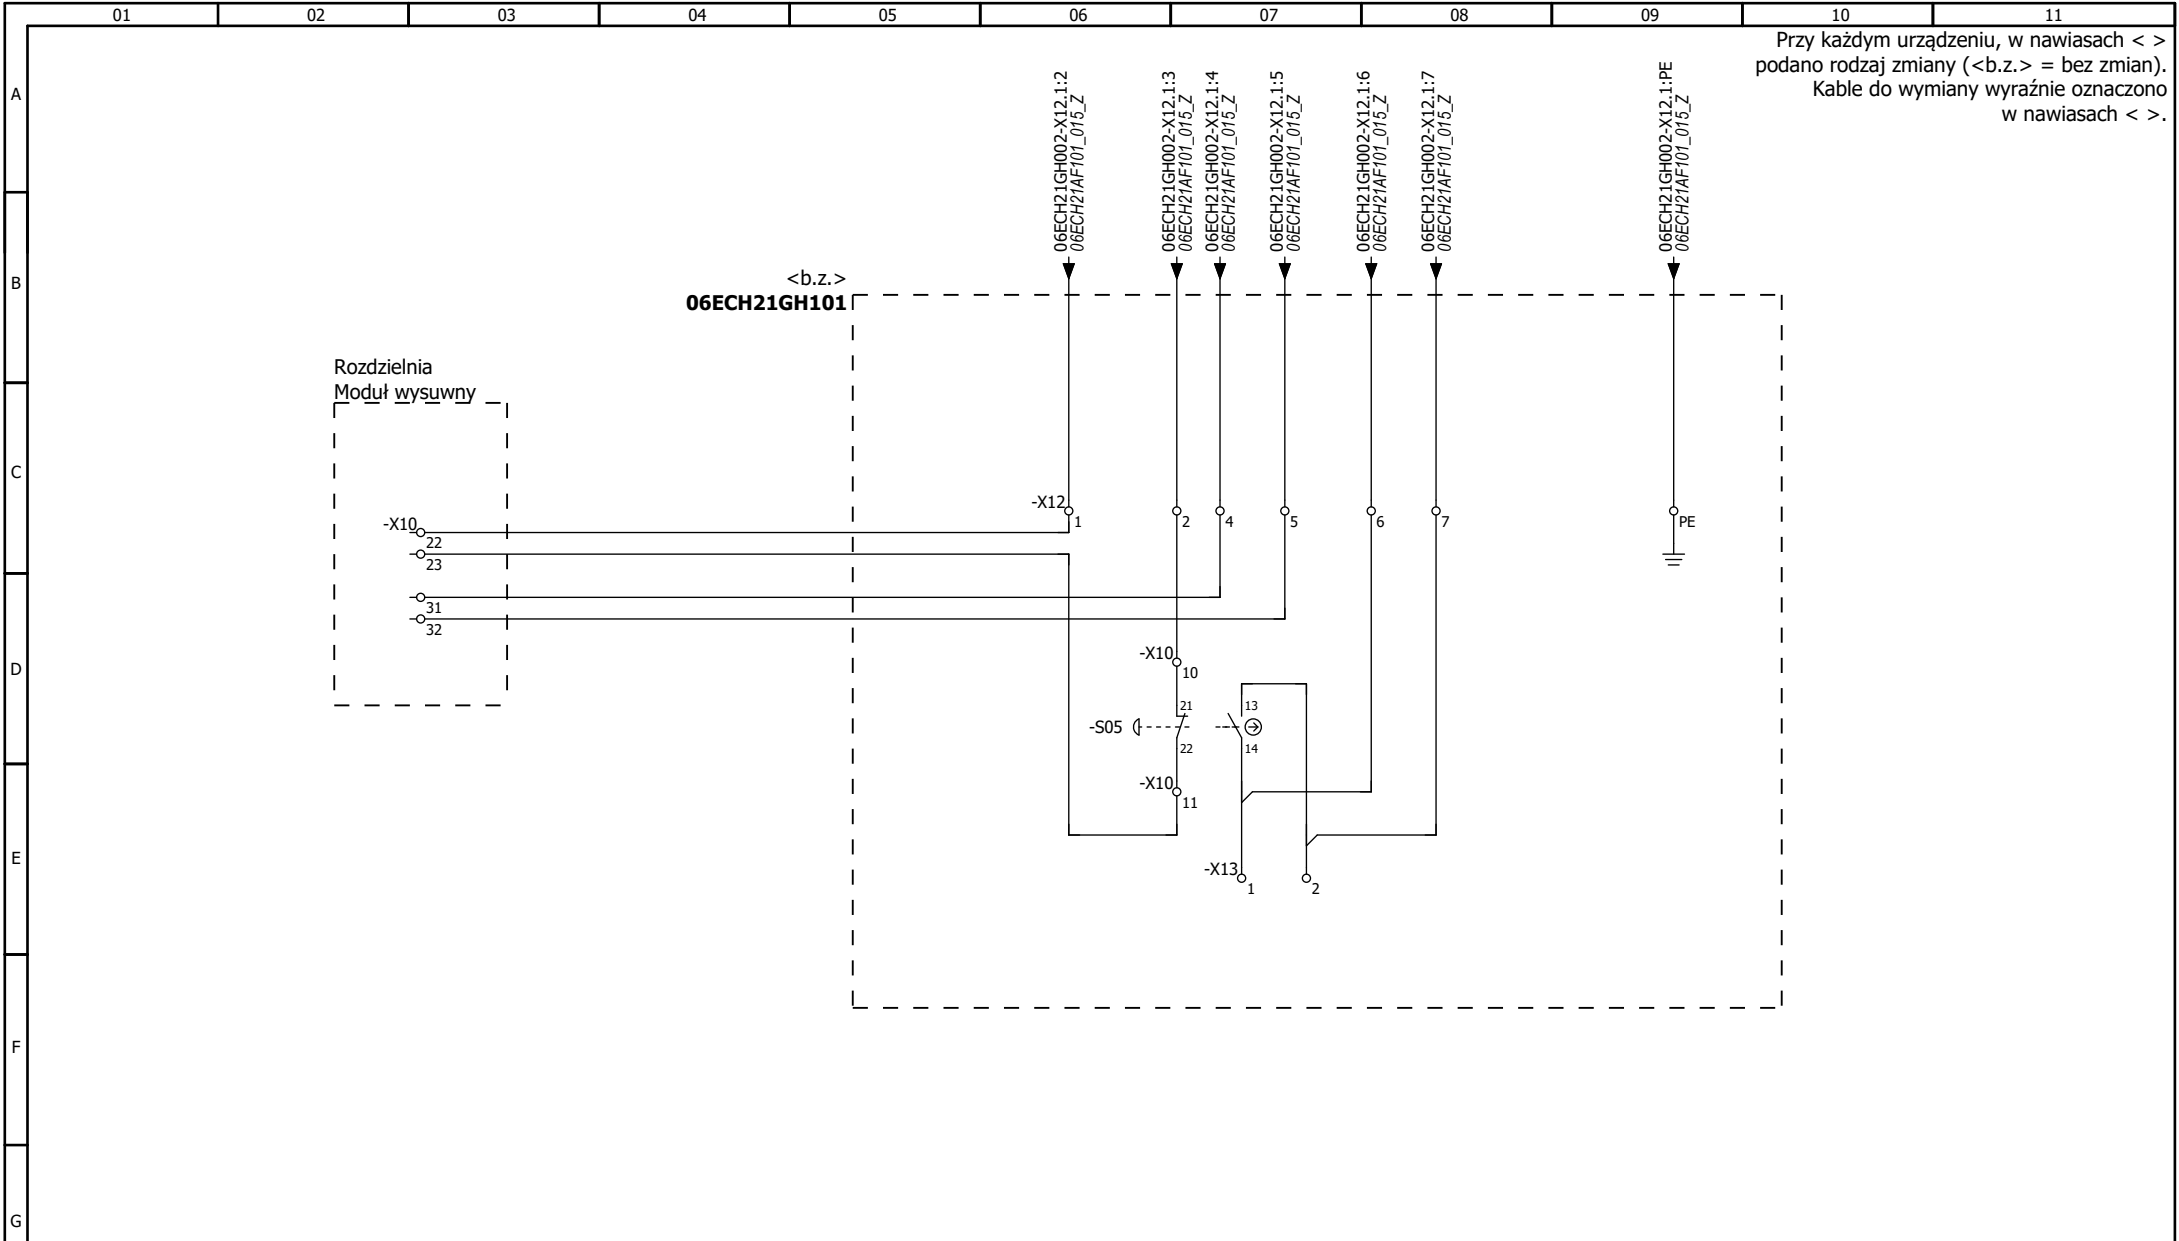 01 02 03 04 05 06 07 08 09 10 11
Przy każdym urządzeniu, w nawiasach < >
podano rodzaj zmiany (<b.z.> = bez zmian).
Kable do wymiany wyraźnie oznaczono
w nawiasach < >.
A
06ECH21GH002-X12.1:2
06ECH21AF101_015_Z
06ECH21GH002-X12.1:3
06ECH21AF101_015_Z
06ECH21GH002-X12.1:4
06ECH21AF101_015_Z
06ECH21GH002-X12.1:5
06ECH21AF101_015_Z
06ECH21GH002-X12.1:6
06ECH21AF101_015_Z
06ECH21GH002-X12.1:7
06ECH21AF101_015_Z
06ECH21GH002-X12.1:PE
06ECH21AF101_015_Z
B
<b.z.>
06ECH21GH101
Rozdzielnia
Moduł wysuwny
C
-X12
1 2 4 5 6 7 PE
-X10
22
23
31
32
D
-X10
10
21 13
-S05
22 14
-X10
11
E
-X13
1 2
F
G